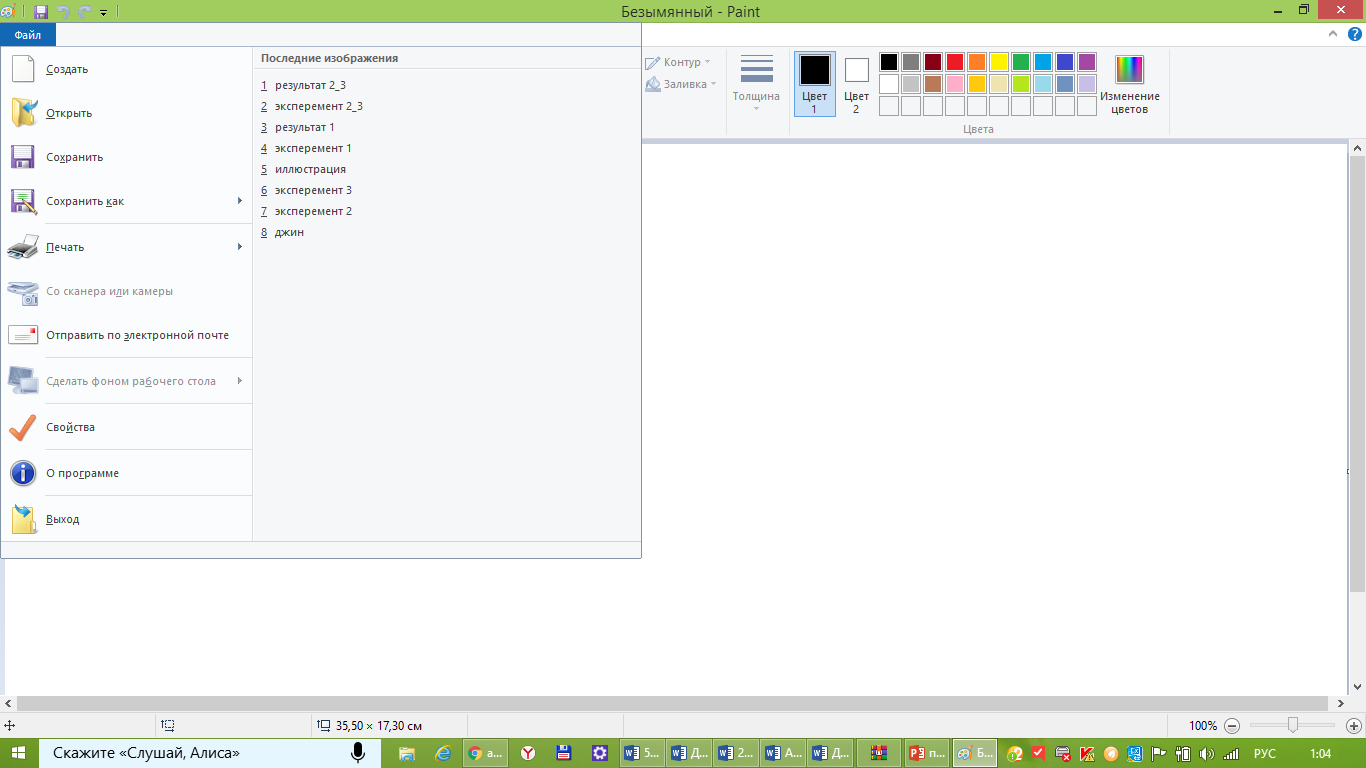 Безымянный - Paint
Файл
Последние изображения
Создать
Открыть
Сохранить
Сохранить как
Печать
Со сканера или камеры
Отправить по электронной почте
Сделать фоном рабочего стола
Свойства
О программе
Выход
1 результат 2_3
2 эксперемент 2_3
3 результат 1
4 эксперемент 1
5 иллюстрация
6 эксперемент 3
7 эксперемент 2
8 джин
Контур
Заливка
Толщина
Цвет
1
Цвет
2
Изменение
цветов
Цвета
35,50 × 17,30 см
100%
Скажите «Слушай, Алиса»
a...
5...
Д...
2...
A...
Д...
п...
Б...
РУС
1:04